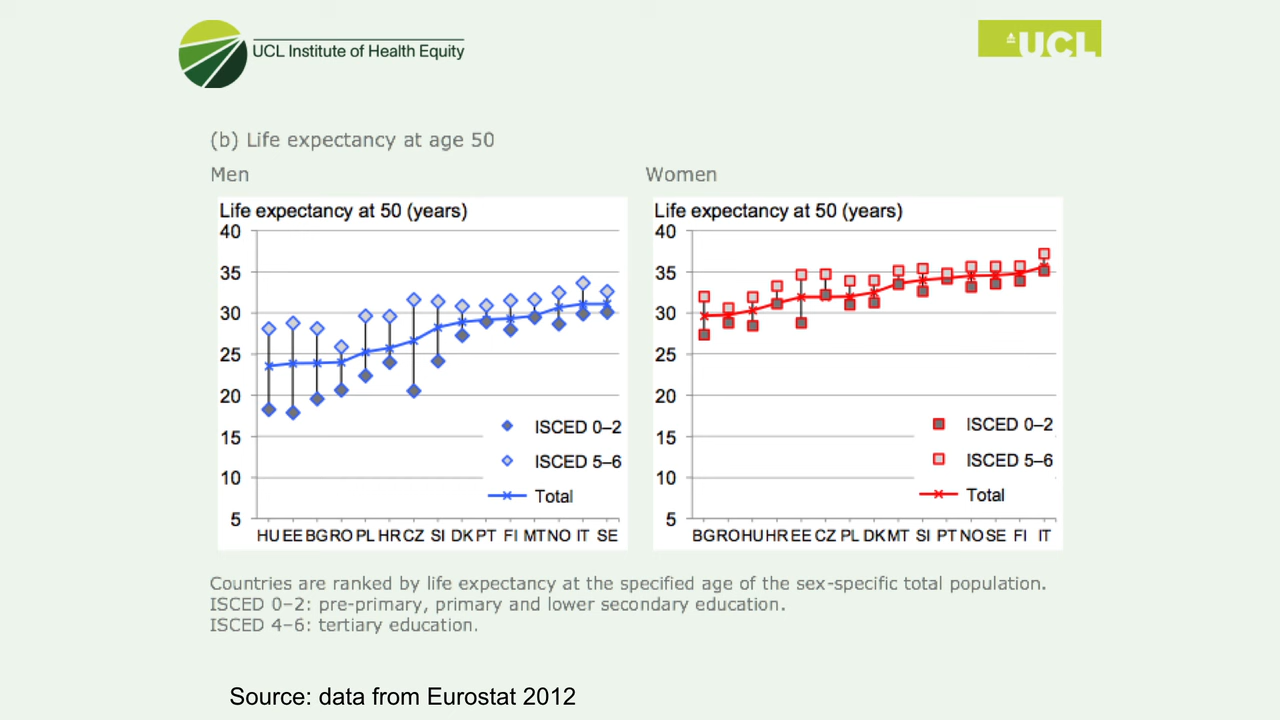 UCL Institute of Health Equity
UCL
(b) Life expectancy at age 50
Men
Women
Life expectancy at 50 (years)
40
35
30
25
20
15
10
5
ISCED 0–2
ISCED 5–6
Total
HU EE BG RO PL HR CZ SI DK PT FI MT NO IT SE
Life expectancy at 50 (years)
40
35
30
25
20
15
10
5
ISCED 0–2
ISCED 5–6
Total
BG RO HU HR EE CZ PL DK MT SI PT NO SE FI IT
Countries are ranked by life expectancy at the specified age of the sex-specific total population.
ISCED 0–2: pre-primary, primary and lower secondary education.
ISCED 4–6: tertiary education.
Source: data from Eurostat 2012